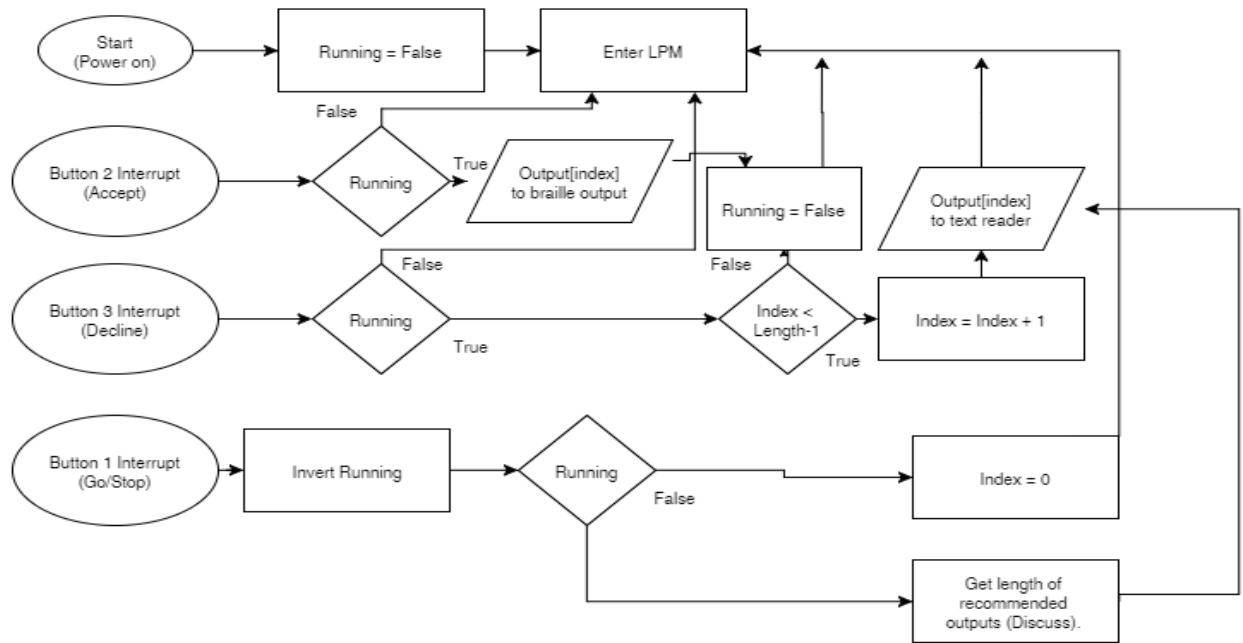 Start
(Power on)
Running = False
Enter LPM
False
Button 2 Interrupt
(Accept)
Running
True
Output[index]
to braille output
Running = False
Output[index]
to text reader
False
False
Button 3 Interrupt
(Decline)
Running
True
Index <
Length-1
True
Index = Index + 1
Button 1 Interrupt
(Go/Stop)
Invert Running
Running
False
Index = 0
Get length of
recommended
outputs (Discuss).